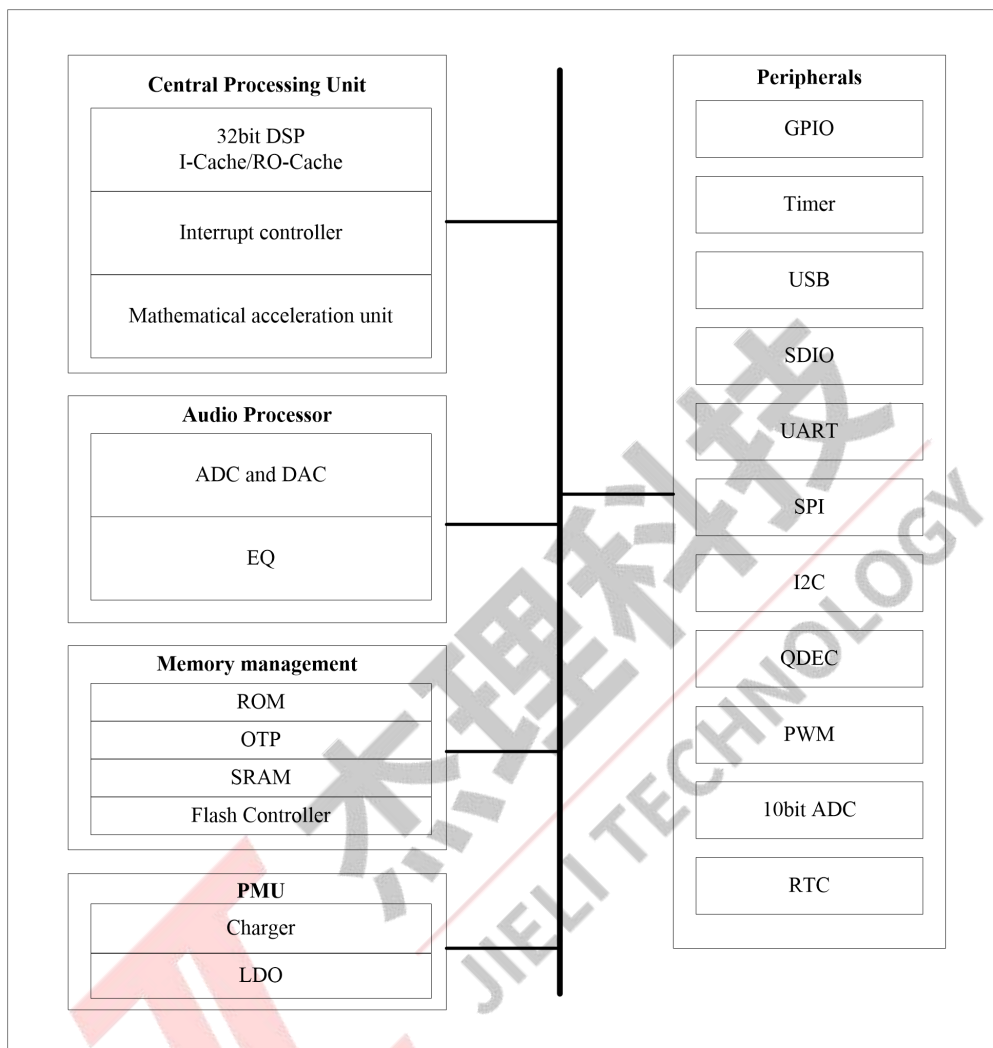 Central Processing Unit
32bit DSP
I-Cache/RO-Cache
Interrupt controller
Mathematical acceleration unit
Audio Processor
ADC and DAC
EQ
Memory management
ROM
OTP
SRAM
Flash Controller
PMU
Charger
LDO
Peripherals
GPIO
Timer
USB
SDIO
UART
SPI
I2C
QDEC
PWM
10bit ADC
RTC
杰理科技
JIELI TECHNOLOGY